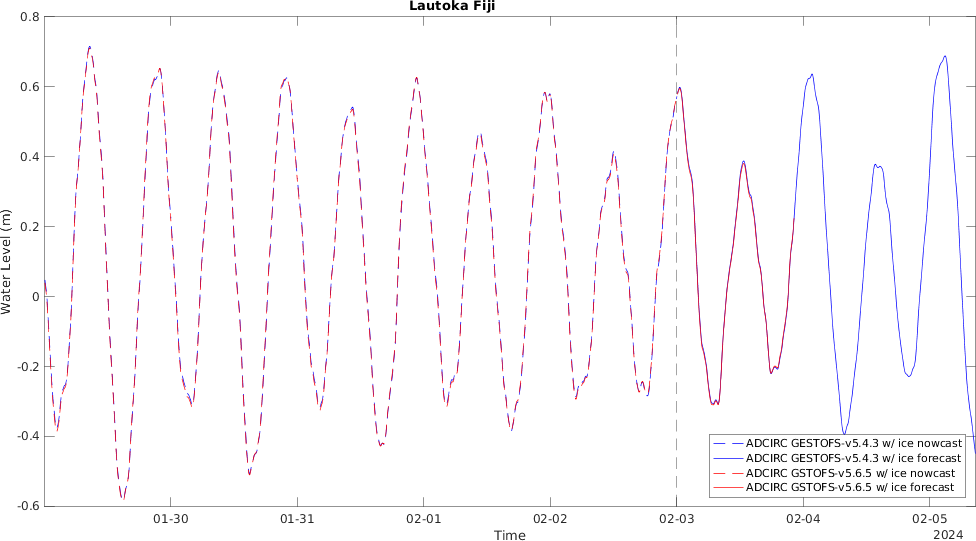 Lautoka Fiji
0.8
0.6
0.4
0.2
0
-0.2
-0.4
-0.6
Water Level (m)
01-30 01-31 02-01 02-02 02-03 02-04 02-05
Time
2024
ADCIRC GESTOFS-v5.4.3 w/ ice nowcast
ADCIRC GESTOFS-v5.4.3 w/ ice forecast
ADCIRC GSTOFS-v5.6.5 w/ ice nowcast
ADCIRC GSTOFS-v5.6.5 w/ ice forecast